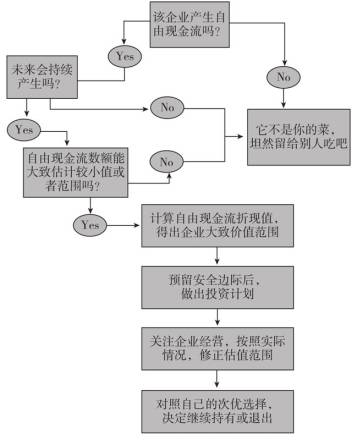 该企业产生自
由现金流吗?
Yes
未来会持续
产生吗?
No
No
Yes
它不是你的菜,
坦然留给别人吃吧
自由现金流数额能
大致估计较小值或
者范围吗?
No
Yes
计算自由现金流折现值,
得出企业大致价值范围
预留安全边际后,
做出投资计划
关注企业经营,按照实际
情况,修正估值范围
对照自己的次优选择,
决定继续持有或退出